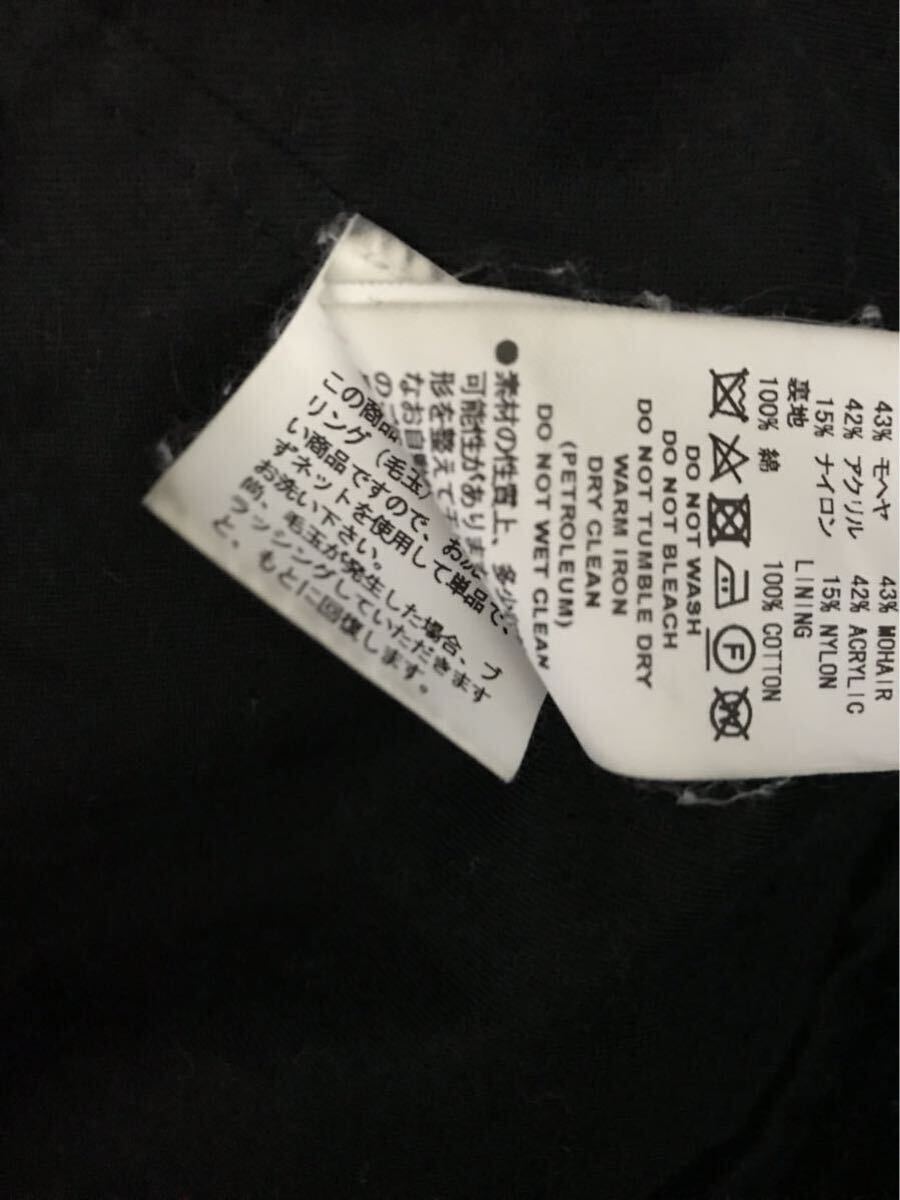 43% モヘヤ 43% MOHAIR
42% アクリル 42% ACRYLIC
15% ナイロン 15% NYLON
裏地 LINING
100% 綿 100% COTTON
F
W
DO NOT WASH
DO NOT BLEACH
DO NOT TUMBLE DRY
WARM IRON
DRY CLEAN
(PETROLEUM)
DO NOT WET CLEAN
●素材の性質上、多少
可能性があります
形を整えて
なお自
の
この商品
リング(毛玉)
い商品ですので、お洗
ずネットを使用して単品で、
お洗い下さい。
尚、毛玉が発生した場合、ブ
ラッシングしていただきます
と、もとに回復します。